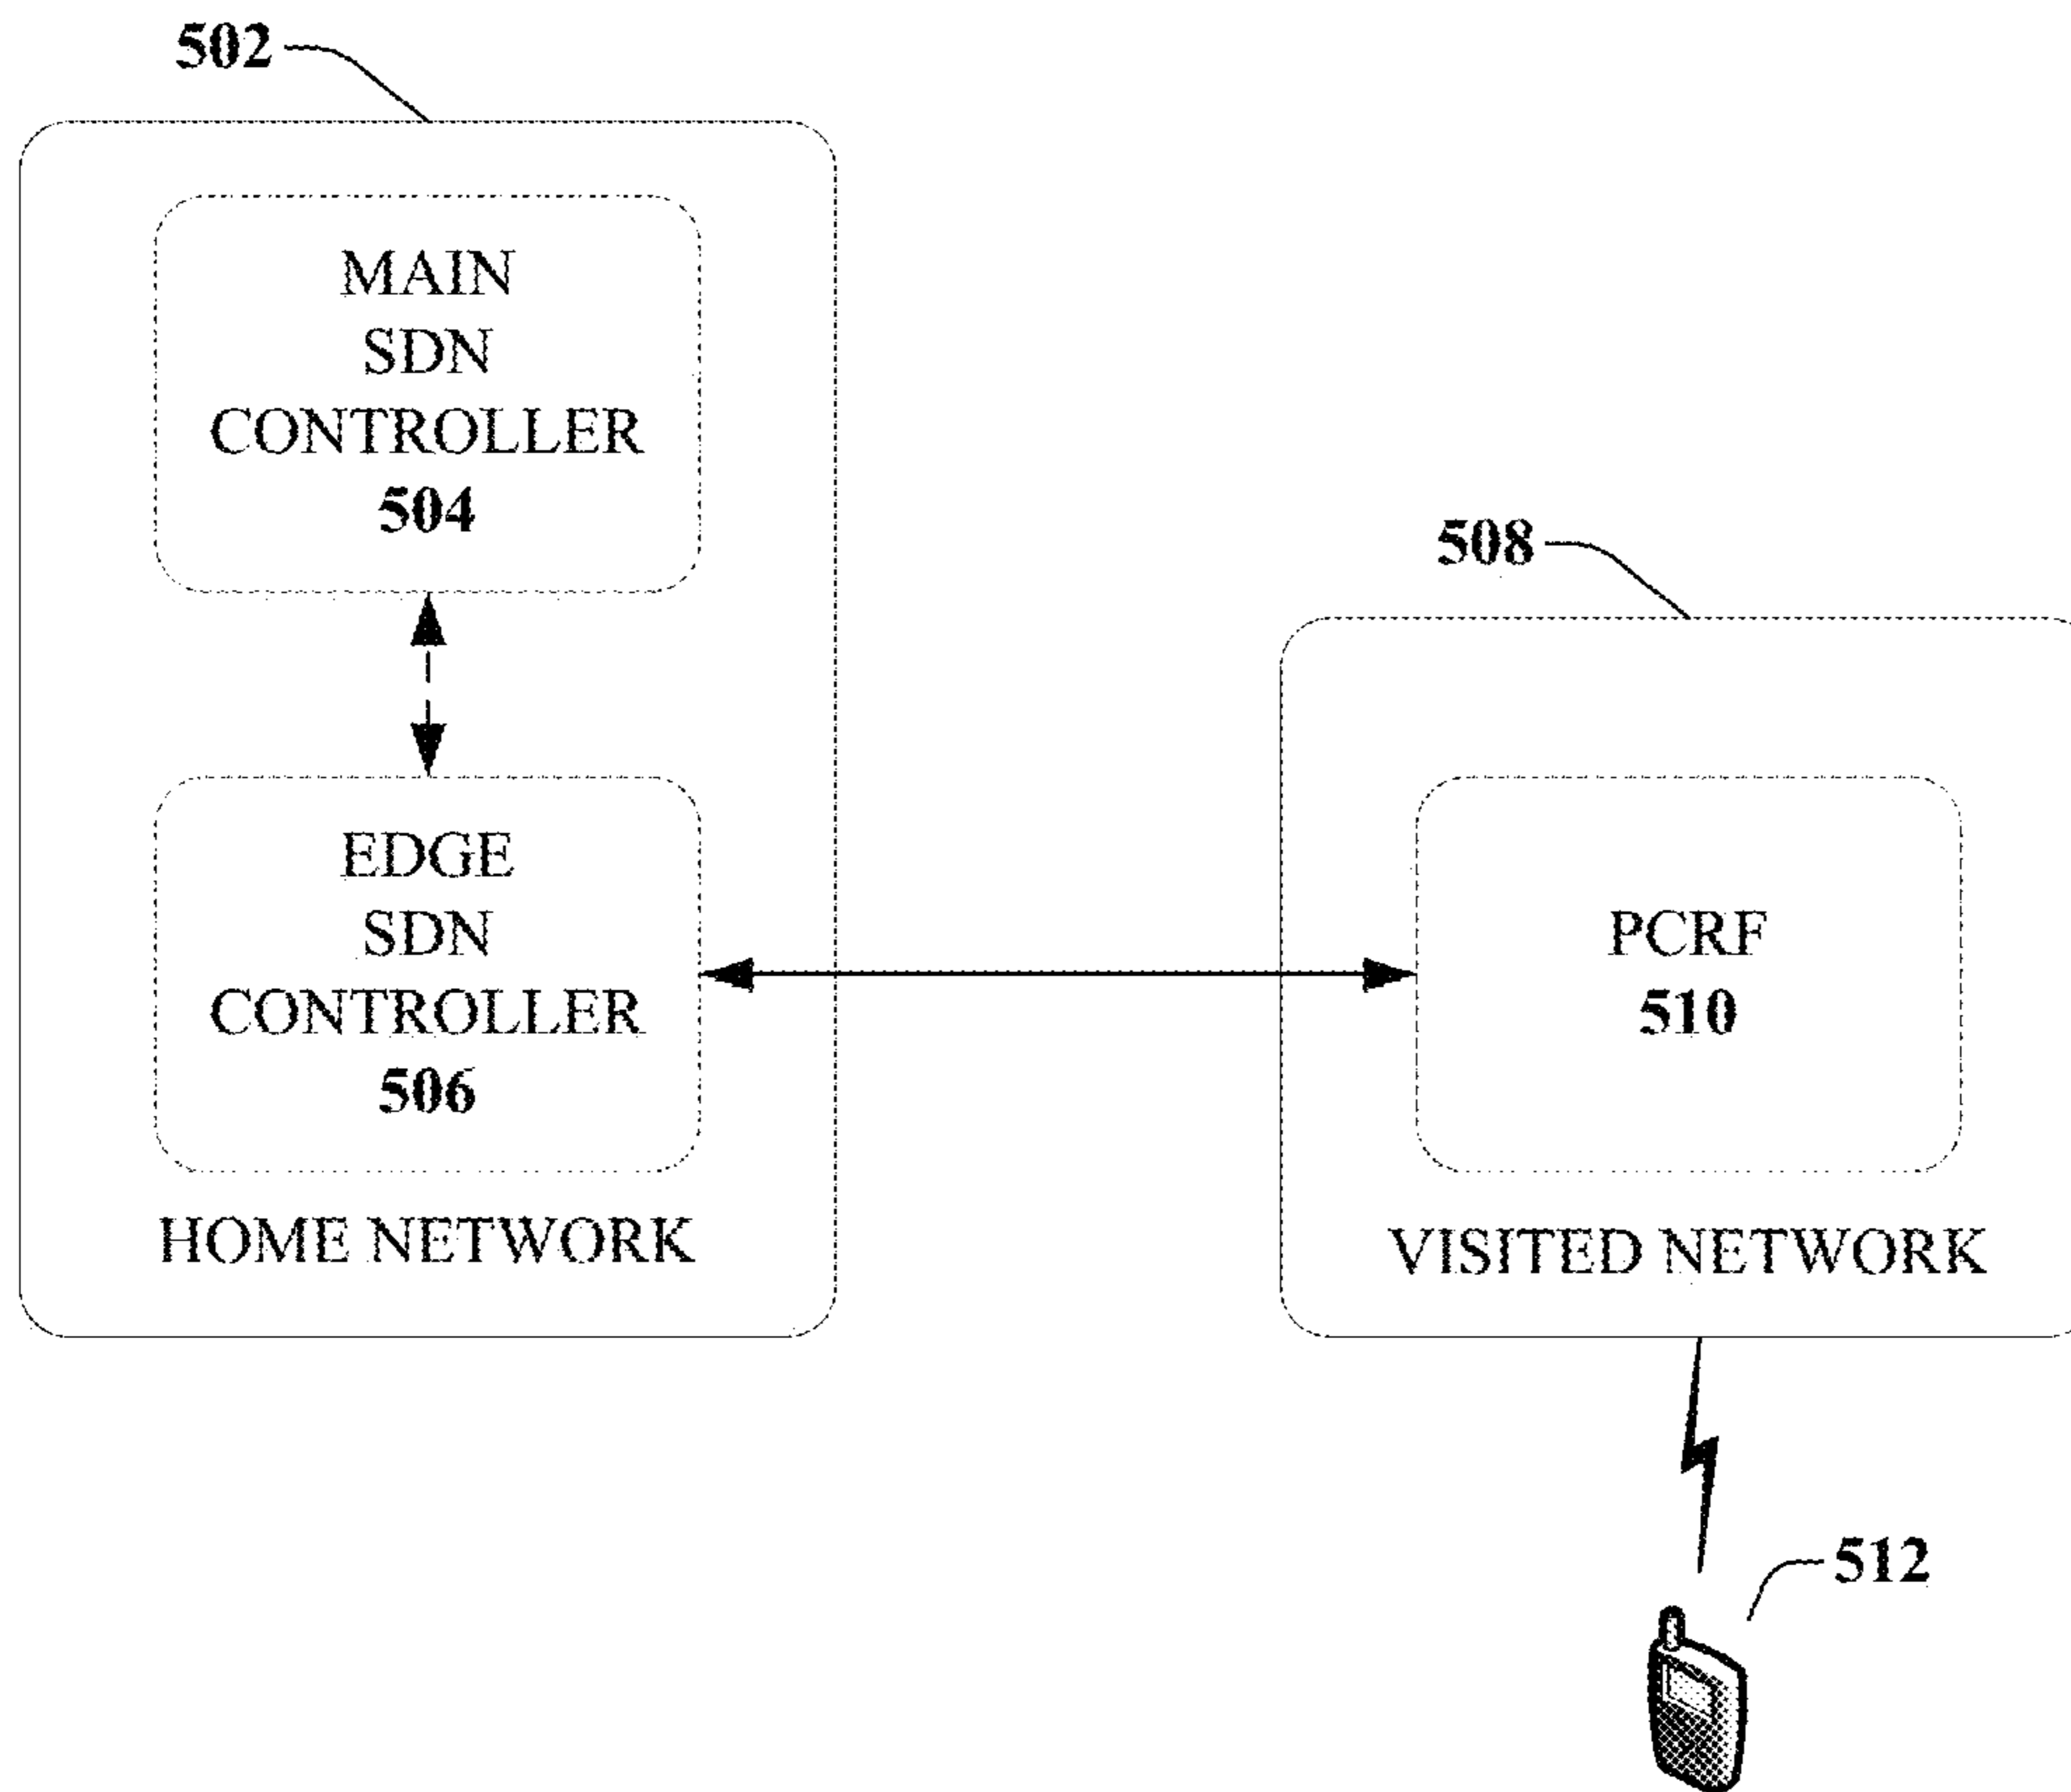 502
MAIN
SDN
CONTROLLER
504
508
EDGE
SDN
CONTROLLER
506
PCRF
510
HOME NETWORK
VISITED NETWORK
512